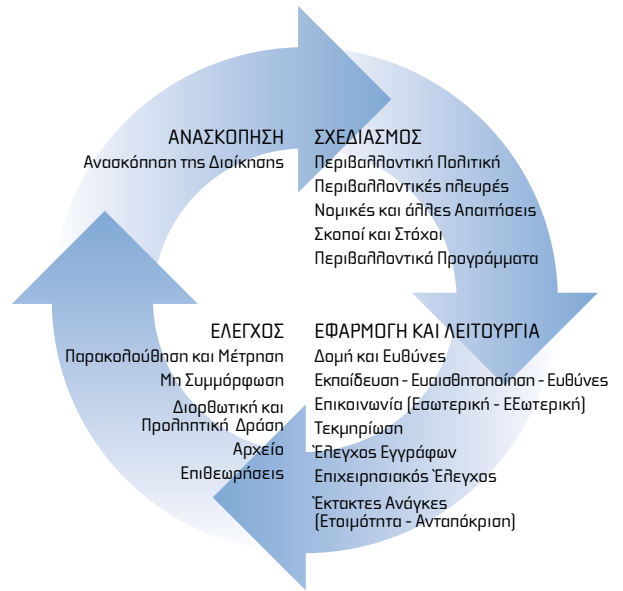 ΑΝΑΣΚΟΠΗΣΗ
Ανασκόπηση της Διοίκησης
ΣΧΕΔΙΑΣΜΟΣ
Περιβαλλοντική Πολιτική
Περιβαλλοντικές πλευρές
Νομικές και άλλες Απαιτήσεις
Σκοποί και Στόχοι
Περιβαλλοντικά Προγράμματα
ΕΛΕΓΧΟΣ
Παρακολούθηση και Μέτρηση
Μη Συμμόρφωση
Διορθωτική και
Προληπτική Δράση
Αρχείο
Επιθεωρήσεις
ΕΦΑΡΜΟΓΗ ΚΑΙ ΛΕΙΤΟΥΡΓΙΑ
Δομή και Ευθύνες
Εκπαίδευση - Ευαισθητοποίηση - Ευθύνες
Επικοινωνία (Εσωτερική - ΕΞωτερική)
Τεκμηρίωση
Έλεγχος Εγγράφων
Επιχειρησιακός Έλεγχος
Έκτακτες Ανάγκες
(Ετοιμότητα - Ανταπόκριση)